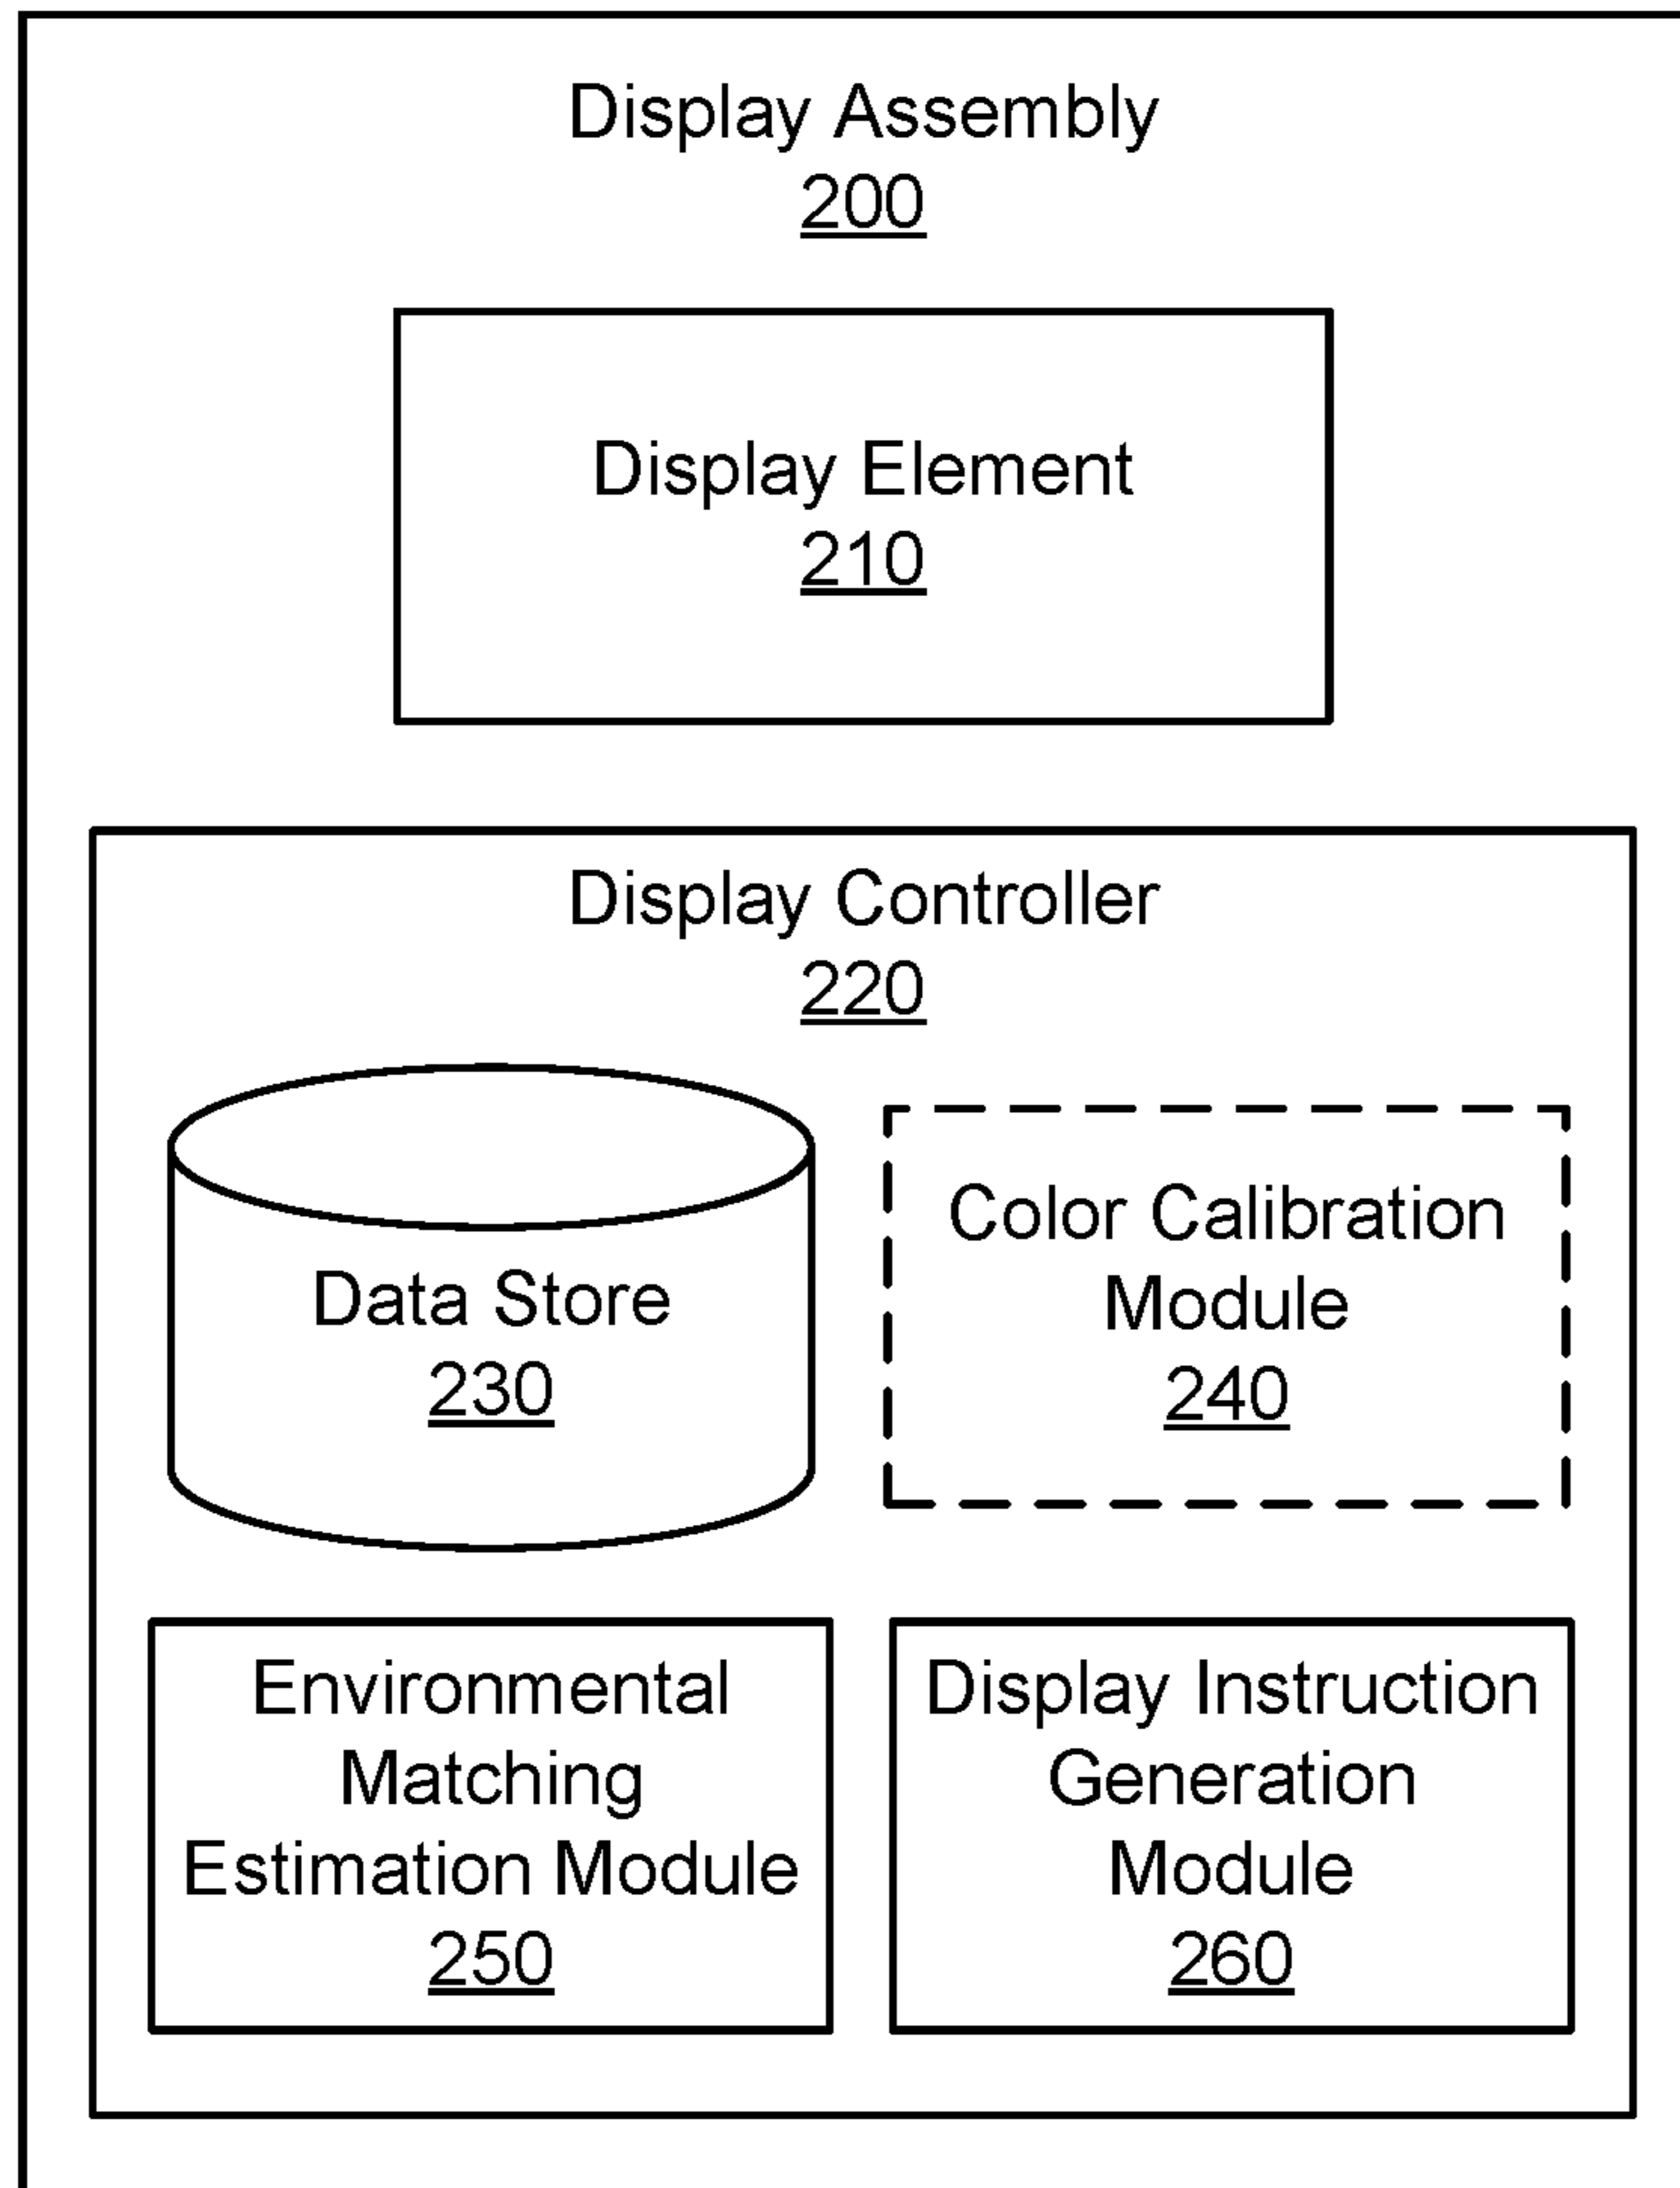 Display Assembly
200
Display Element
210
Display Controller
220
Data Store
230
Color Calibration
Module
240
Environmental
Matching
Estimation Module
250
Display Instruction
Generation
Module
260